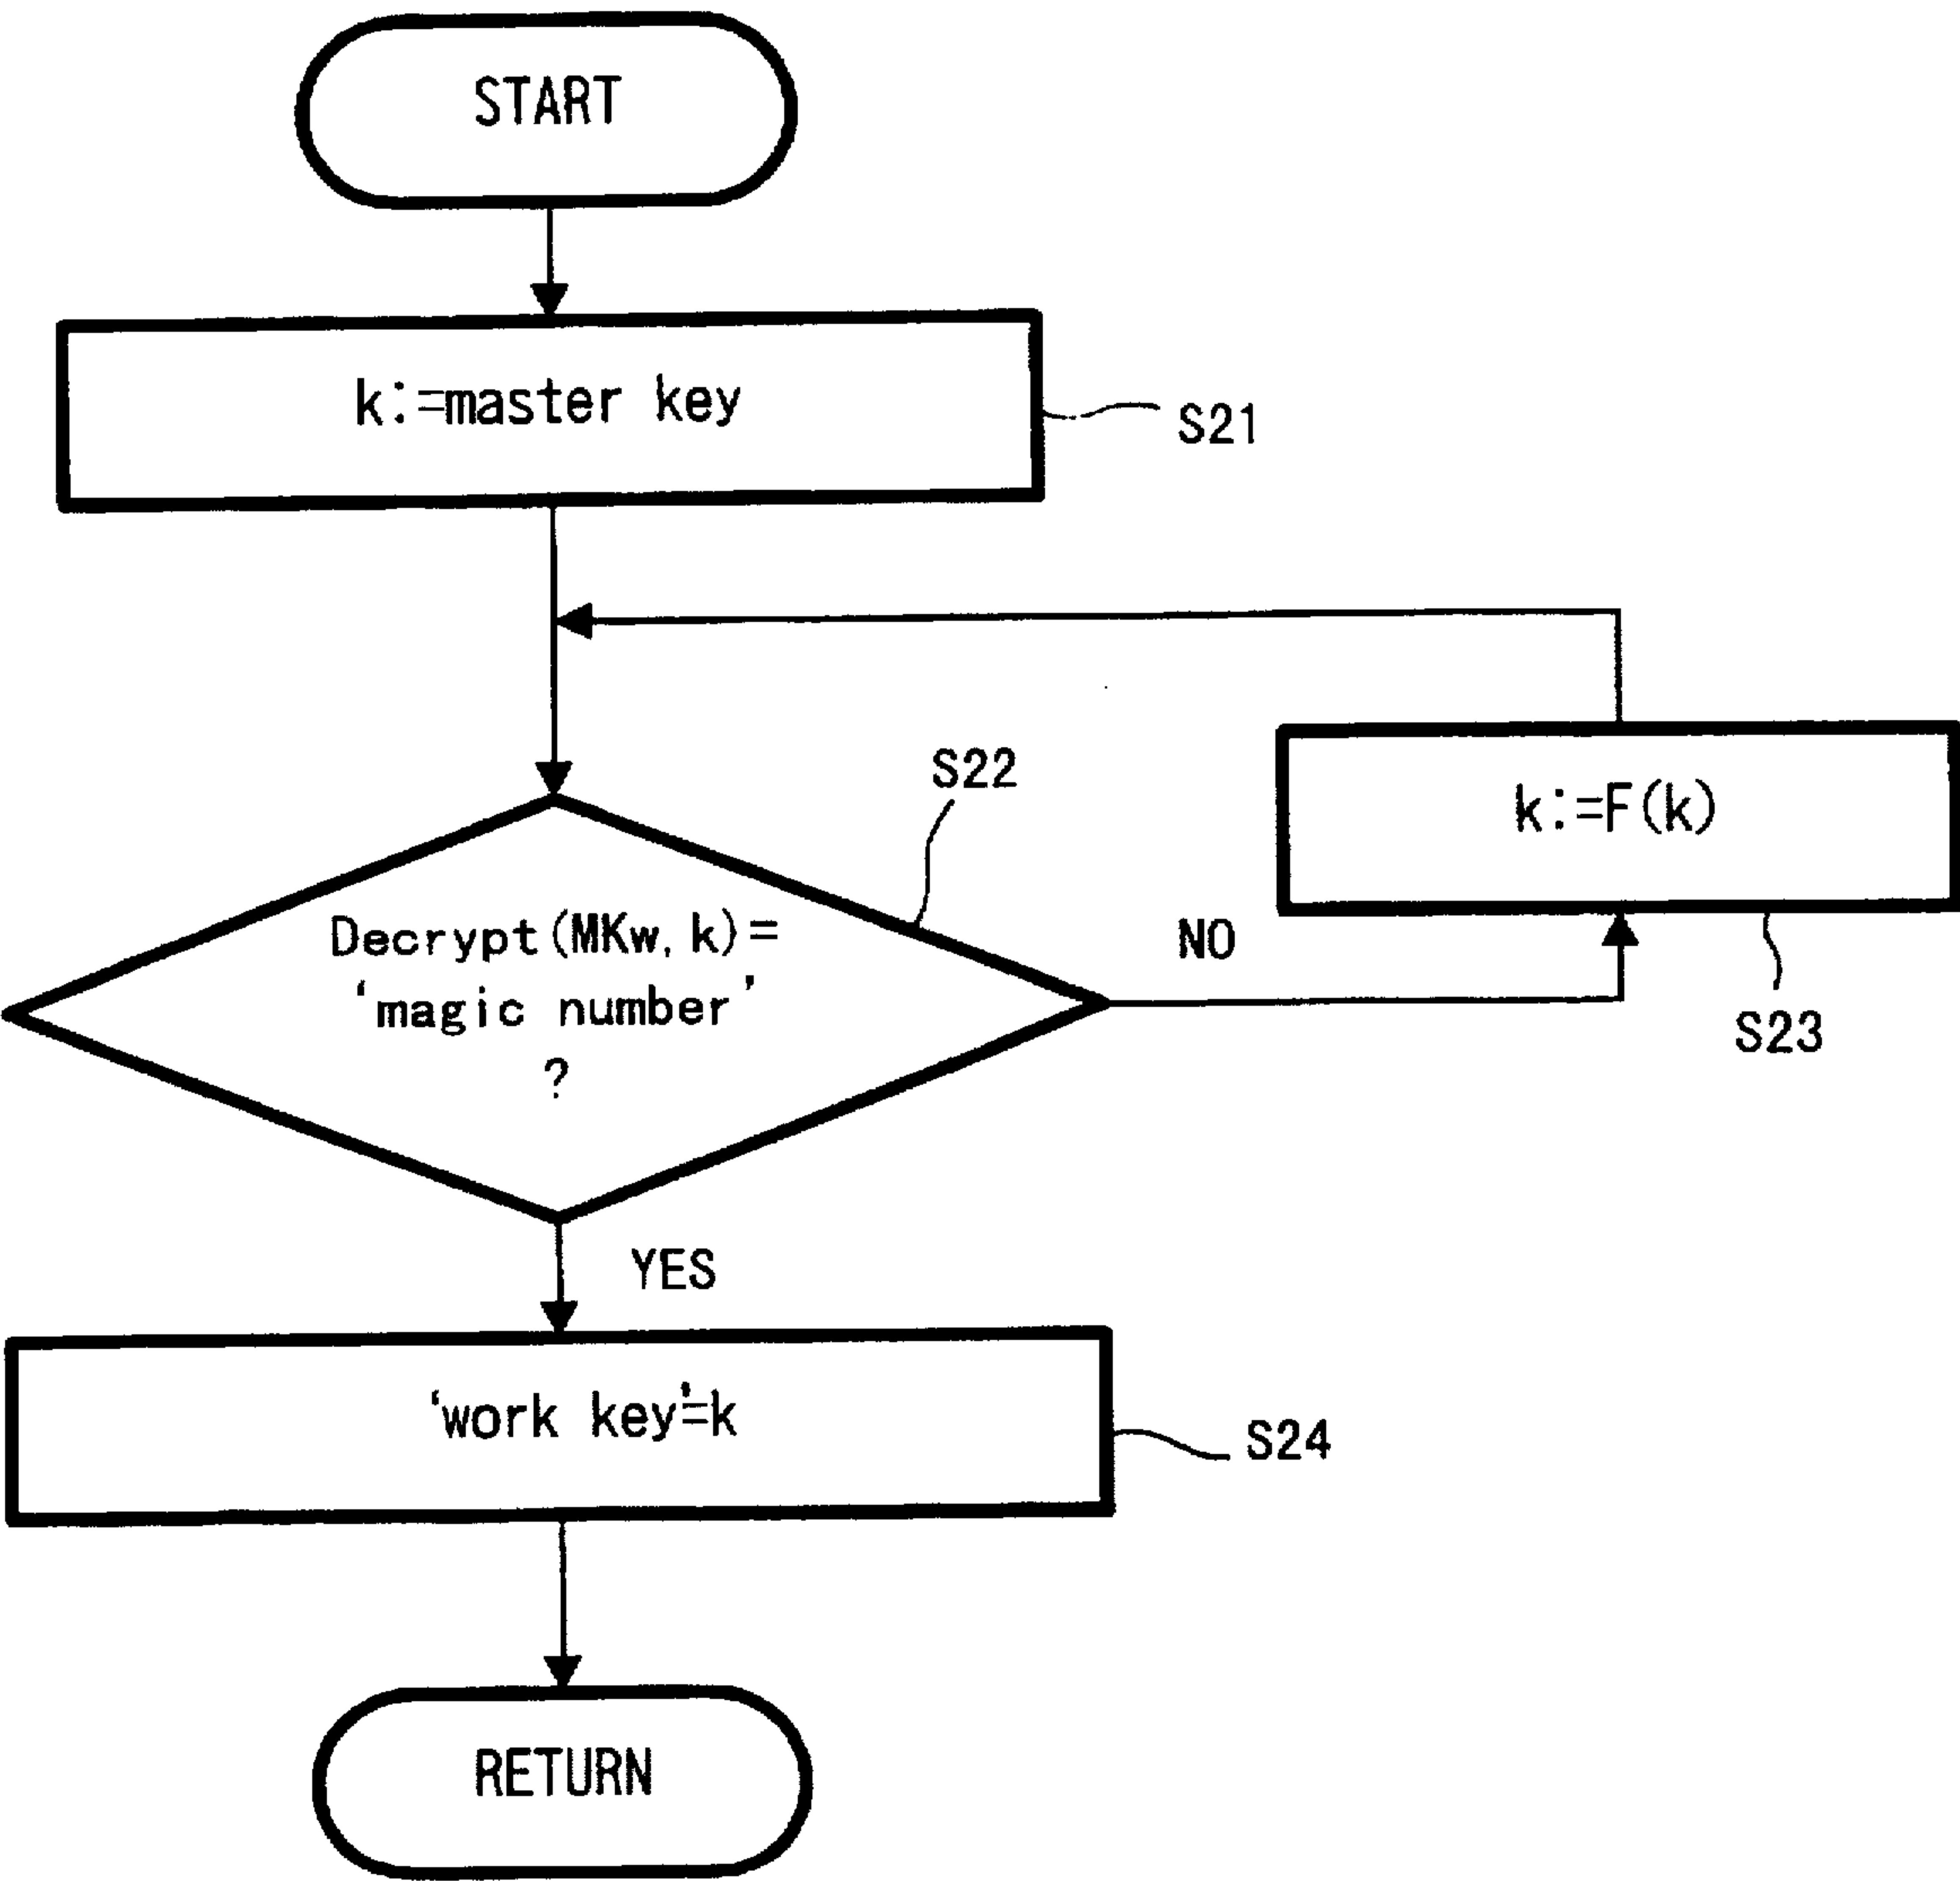 START
k:=master key
S21
S22
k:=F(k)
Decrypt(MKw, k)=
‘magic number’
?
NO
S23
YES
‘work key’=k
S24
RETURN